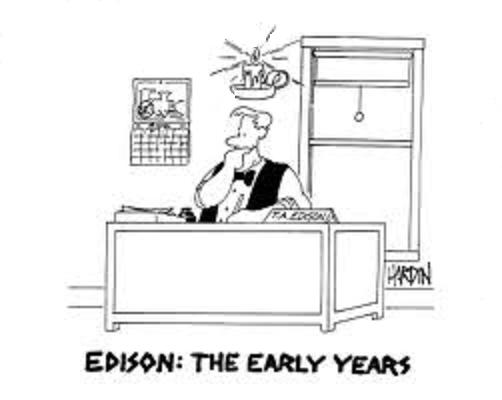 T.A. EDISON
HARDIN
EDISON: THE EARLY YEARS